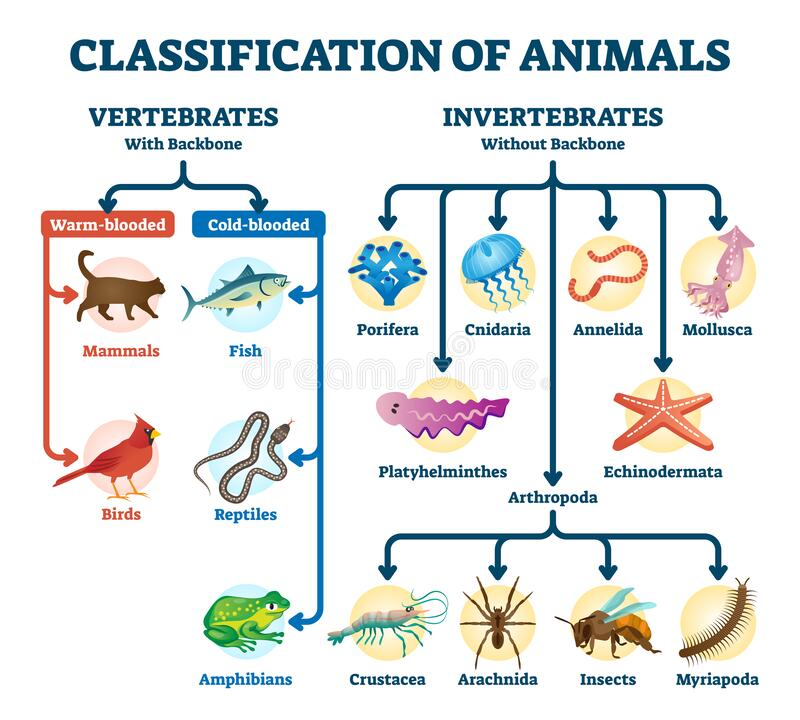 CLASSIFICATION OF ANIMALS
VERTEBRATES
With Backbone
Warm-blooded
Cold-blooded
Mammals
Fish
Birds
Reptiles
Amphibians
INVERTEBRATES
Without Backbone
Porifera
Cnidaria
Annelida
Mollusca
Platyhelminthes
Echinodermata
Arthropoda
Crustacea
Arachnida
Insects
Myriapoda
dreamstime